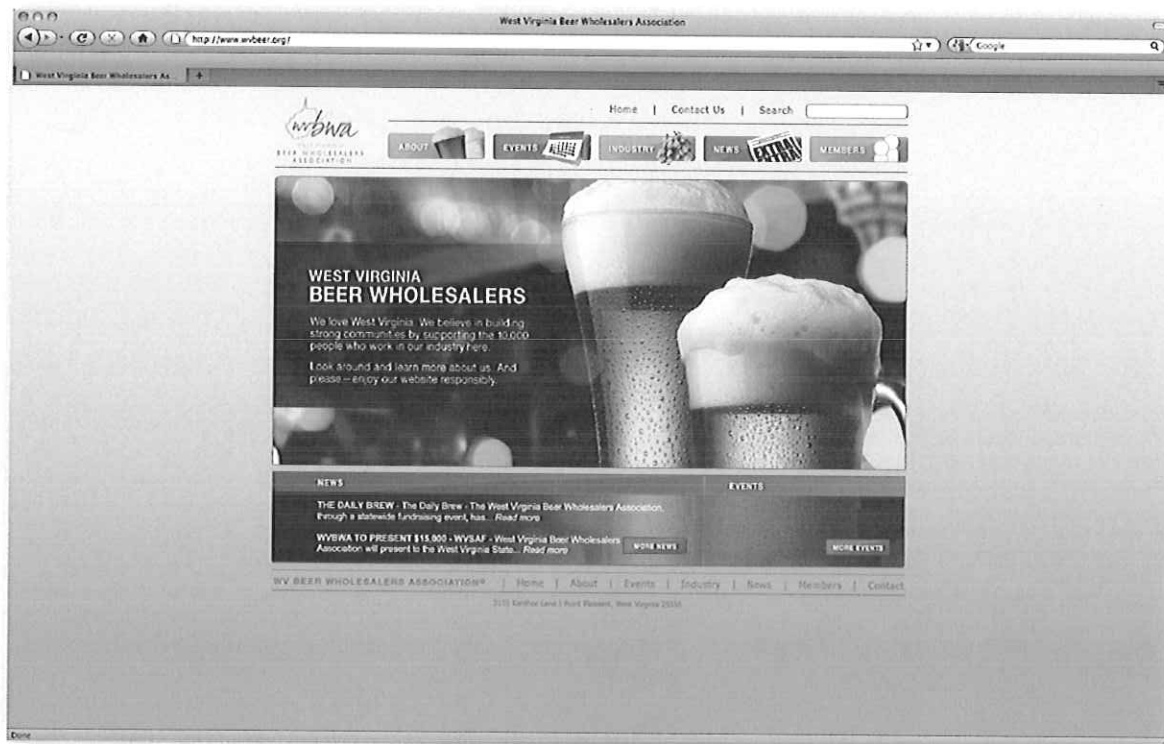 West Virginia Beer Wholesalers Association
http://www.wvbeer.org/
Google
West Virginia Beer Wholesalers As...
Home | Contact Us | Search
wvbwa
BEER WHOLESALERS
ASSOCIATION
ABOUT
EVENTS
INDUSTRY
NEWS
EXTRA!
EXTRA!
MEMBERS
WEST VIRGINIA
BEER WHOLESALERS
We love West Virginia. We believe in building
strong communities by supporting the 10,000
people who work in our industry here.
Look around and learn more about us. And
please – enjoy our website responsibly.
NEWS
EVENTS
THE DAILY BREW - The Daily Brew - The West Virginia Beer Wholesalers Association,
through a statewide fundraising event, has... Read more
WVBWA TO PRESENT $15,000 - WVSAF - West Virginia Beer Wholesalers
Association will present to the West Virginia State... Read more
MORE NEWS
MORE EVENTS
WV BEER WHOLESALERS ASSOCIATION® | Home | About | Events | Industry | News | Members | Contact
Lane | Point Pleasant, West Virginia
Done